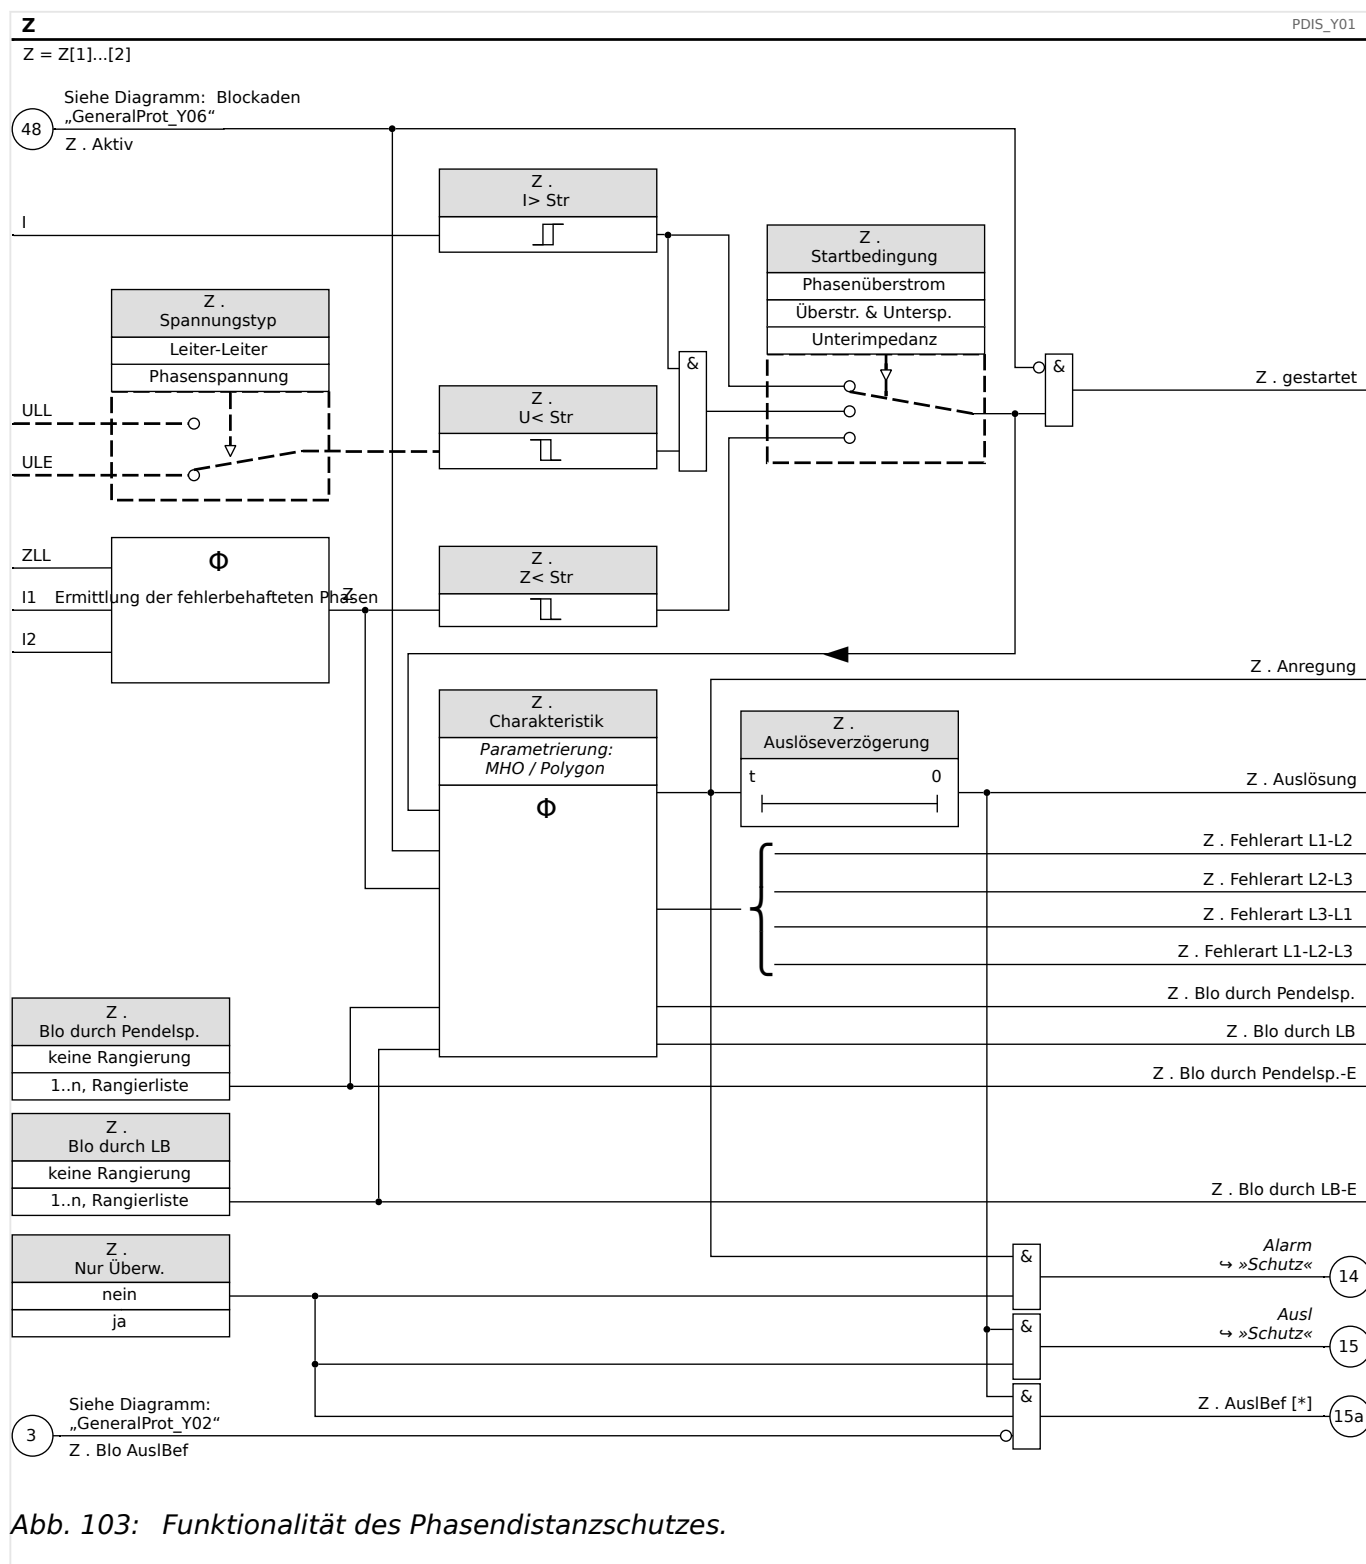 Z
PDIS_Y01
Z = Z[1]...[2]
Siehe Diagramm: Blockaden
„GeneralProt_Y06“
48
Z . Aktiv
Z .
I> Str
I
Z .
Startbedingung
Phasenüberstrom
Überstr. & Untersp.
Unterimpedanz
Z .
Spannungstyp
Leiter-Leiter
Phasenspannung
&
&
Z . gestartet
Z .
U< Str
ULL
ULE
ZLL
Φ
Z .
Z< Str
I1
Ermittlung der fehlerbehafteten Phasen
Z
I2
Z . Anregung
Z .
Charakteristik
Parametrierung:
MHO / Polygon
Φ
Z .
Auslöseverzögerung
t
0
Z . Auslösung
Z . Fehlerart L1-L2
Z . Fehlerart L2-L3
Z . Fehlerart L3-L1
Z . Fehlerart L1-L2-L3
Z . Blo durch Pendelsp.
Z .
Blo durch Pendelsp.
keine Rangierung
1..n, Rangierliste
Z . Blo durch LB
Z . Blo durch Pendelsp.-E
Z .
Blo durch LB
keine Rangierung
1..n, Rangierliste
Z . Blo durch LB-E
Z .
Nur Überw.
nein
ja
&
Alarm
↪ »Schutz«
14
&
Ausl
↪ »Schutz«
15
&
Z . AuslBef [*]
15a
Siehe Diagramm:
„GeneralProt_Y02“
3
Z . Blo AuslBef
Abb. 103: Funktionalität des Phasendistanzschutzes.